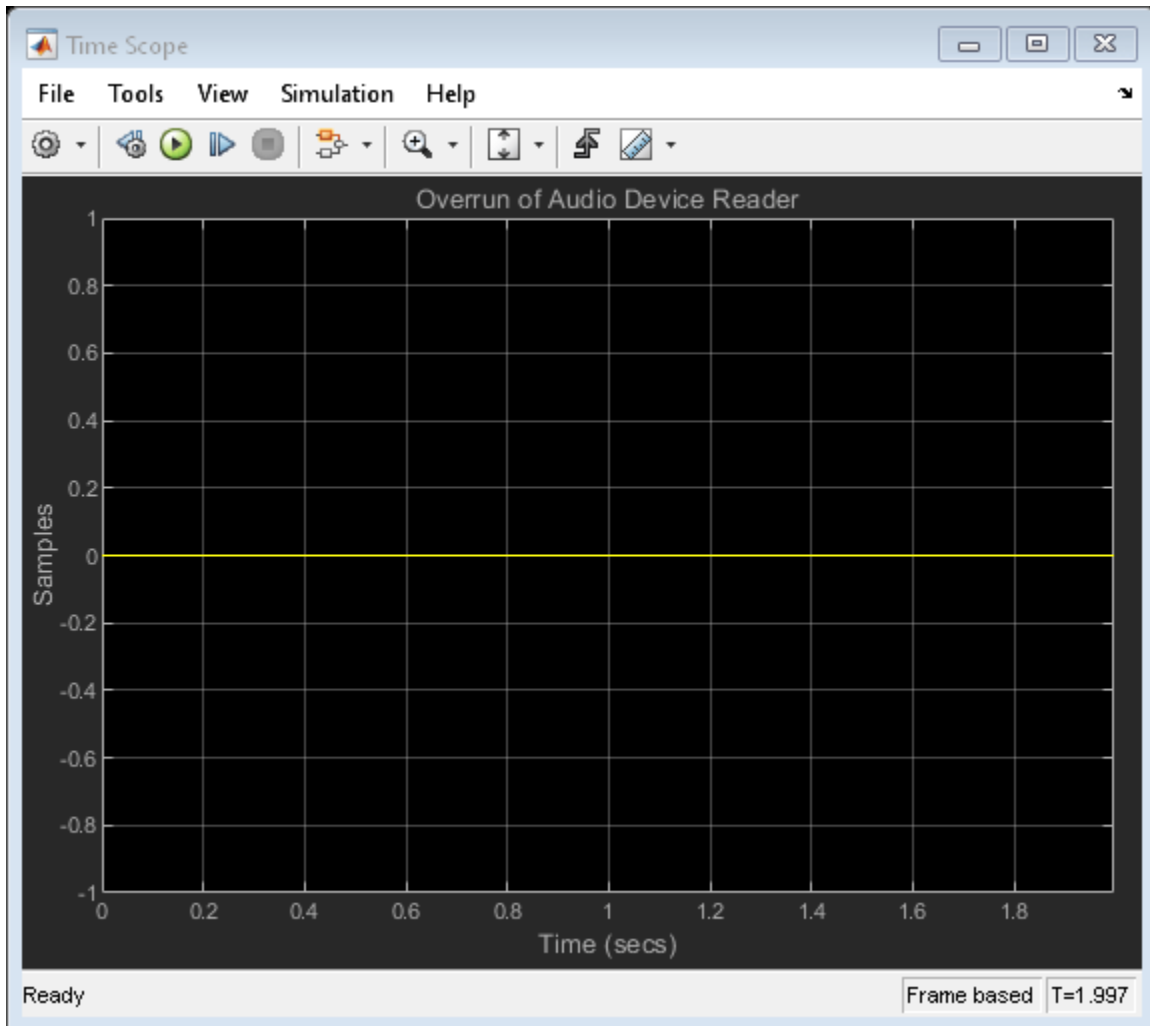 Time Scope
File Tools View Simulation Help
Overrun of Audio Device Reader
1
0.8
0.6
0.4
0.2
0
-0.2
-0.4
-0.6
-0.8
-1
Samples
0 0.2 0.4 0.6 0.8 1 1.2 1.4 1.6 1.8
Time (secs)
Ready Frame based T=1.997